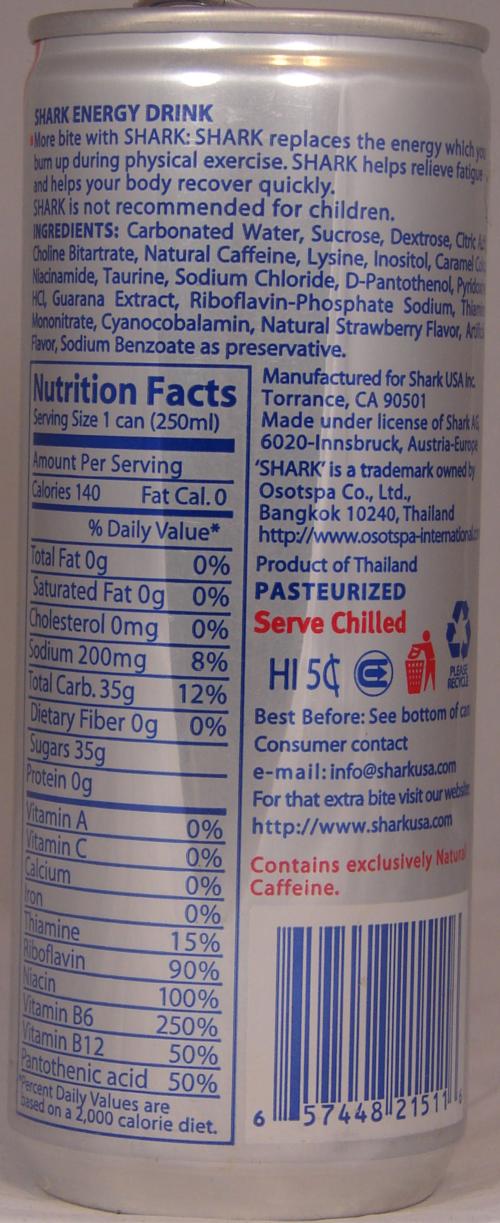 SHARK ENERGY DRINK
More bite with SHARK: SHARK replaces the energy which you
burn up during physical exercise. SHARK helps relieve fatigue
and helps your body recover quickly.
SHARK is not recommended for children.
INGREDIENTS: Carbonated Water, Sucrose, Dextrose, Citric
Choline Bitartrate, Natural Caffeine, Lysine, Inositol, Caramel
Niacinamide, Taurine, Sodium Chloride, D-Pantothenol,
HCl, Guarana Extract, Riboflavin-Phosphate Sodium,
Mononitrate, Cyanocobalamin, Natural Strawberry Flavor,
Flavor, Sodium Benzoate as preservative.
Nutrition Facts
Serving Size 1 can (250ml)
Amount Per Serving
Calories 140 Fat Cal. 0
% Daily Value*
Total Fat 0g 0%
Saturated Fat 0g 0%
Cholesterol 0mg 0%
Sodium 200mg 8%
Total Carb. 35g 12%
Dietary Fiber 0g 0%
Sugars 35g
Protein 0g
Vitamin A 0%
Vitamin C 0%
Calcium 0%
Iron 0%
Thiamine 15%
Riboflavin 90%
Niacin 100%
Vitamin B6 250%
Vitamin B12 50%
Pantothenic acid 50%
*Percent Daily Values are
based on a 2,000 calorie diet.
Manufactured for Shark USA Inc.
Torrance, CA 90501
Made under license of Shark AG,
6020-Innsbruck, Austria-Europe
'SHARK' is a trademark owned by
Osotspa Co., Ltd.,
Bangkok 10240, Thailand
http://www.osotspa-international.com
Product of Thailand
PASTEURIZED
Serve Chilled
HI 5¢
PLEASE
RECYCLE
Best Before: See bottom of can
Consumer contact
e-mail: info@sharkusa.com
For that extra bite visit our website
http://www.sharkusa.com
Contains exclusively Natural
Caffeine.
6 57448 21511 6